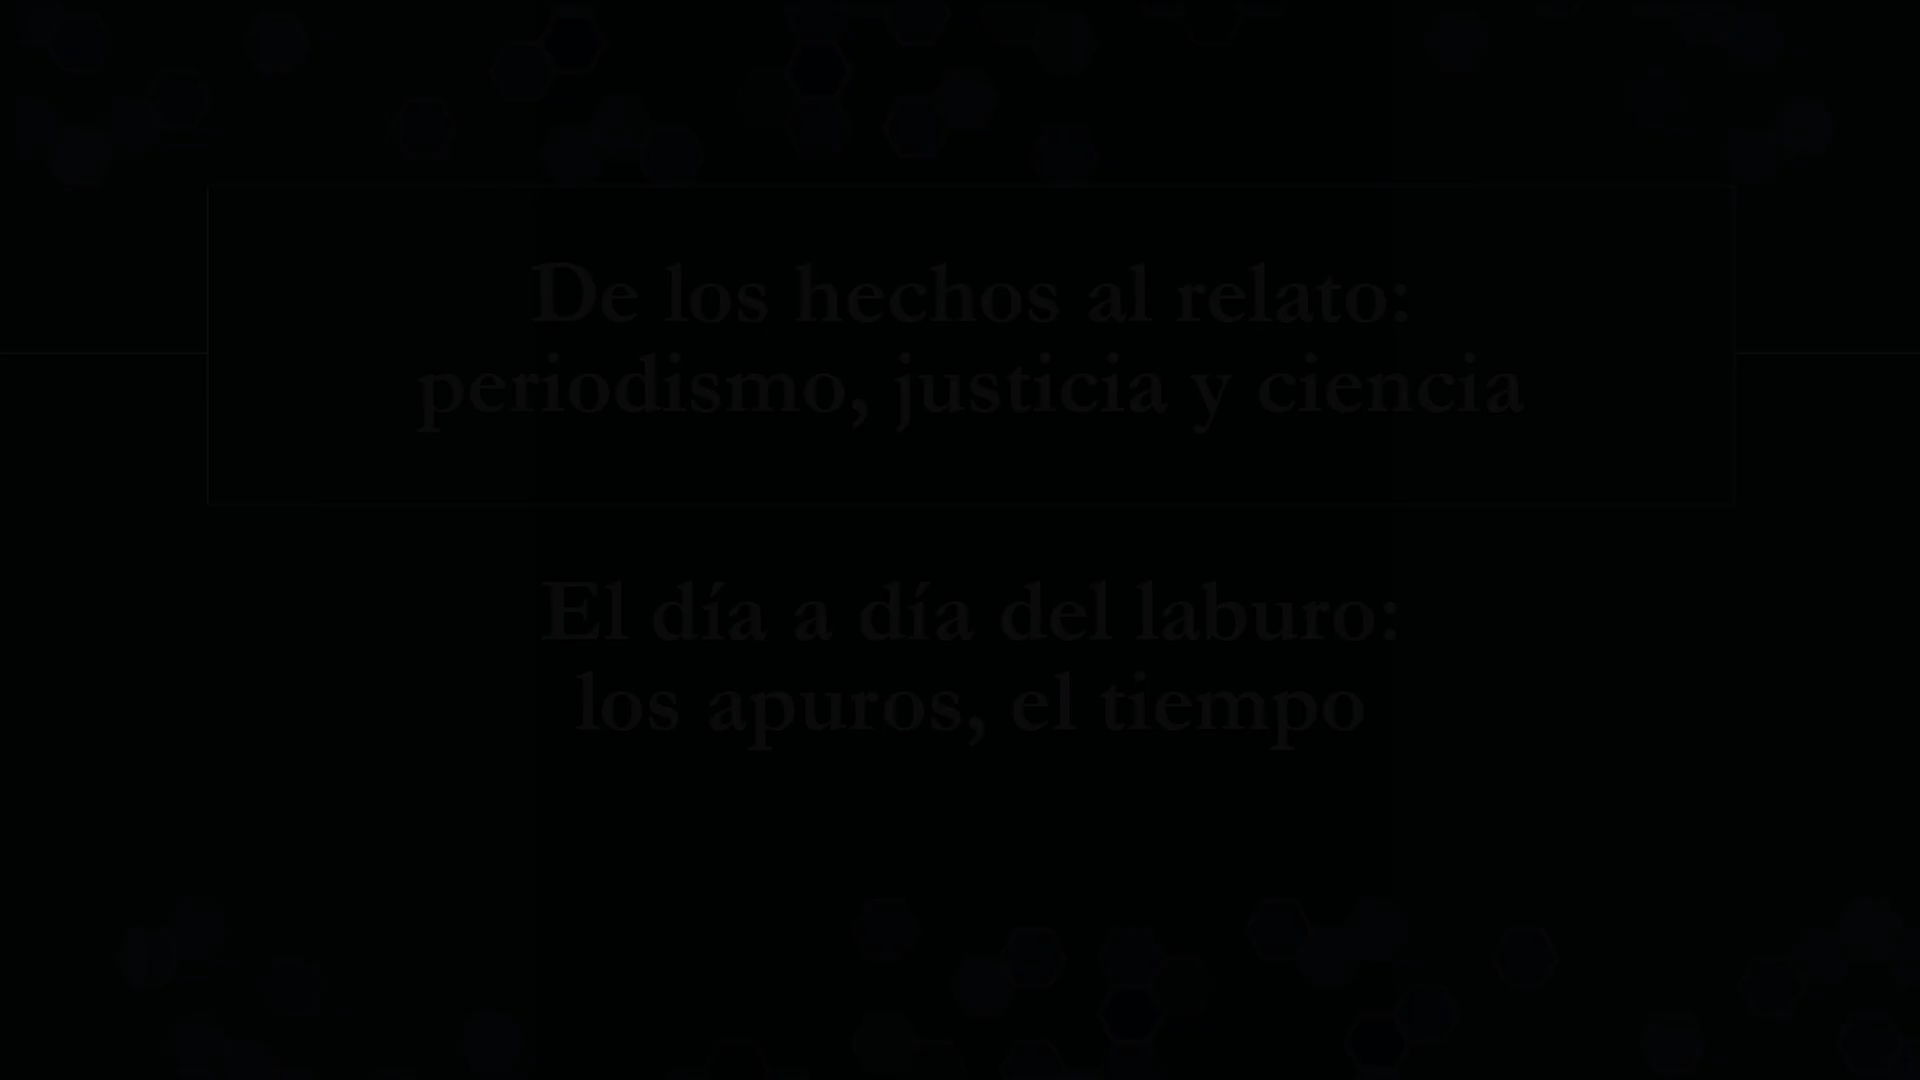 De los hechos al relato:
periodismo, justicia y ciencia
El día a día del laburo:
los apuros, el tiempo